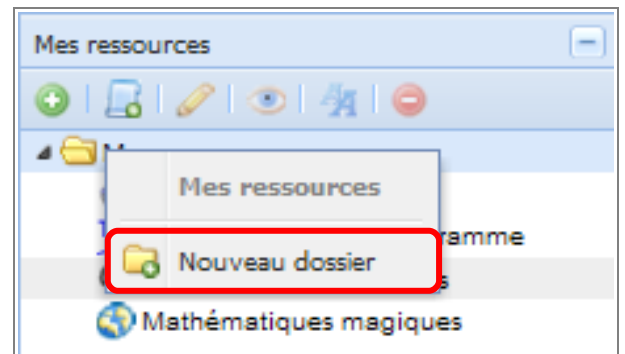 Mes ressources
Mes ressources
Nouveau dossier
Mathématiques magiques